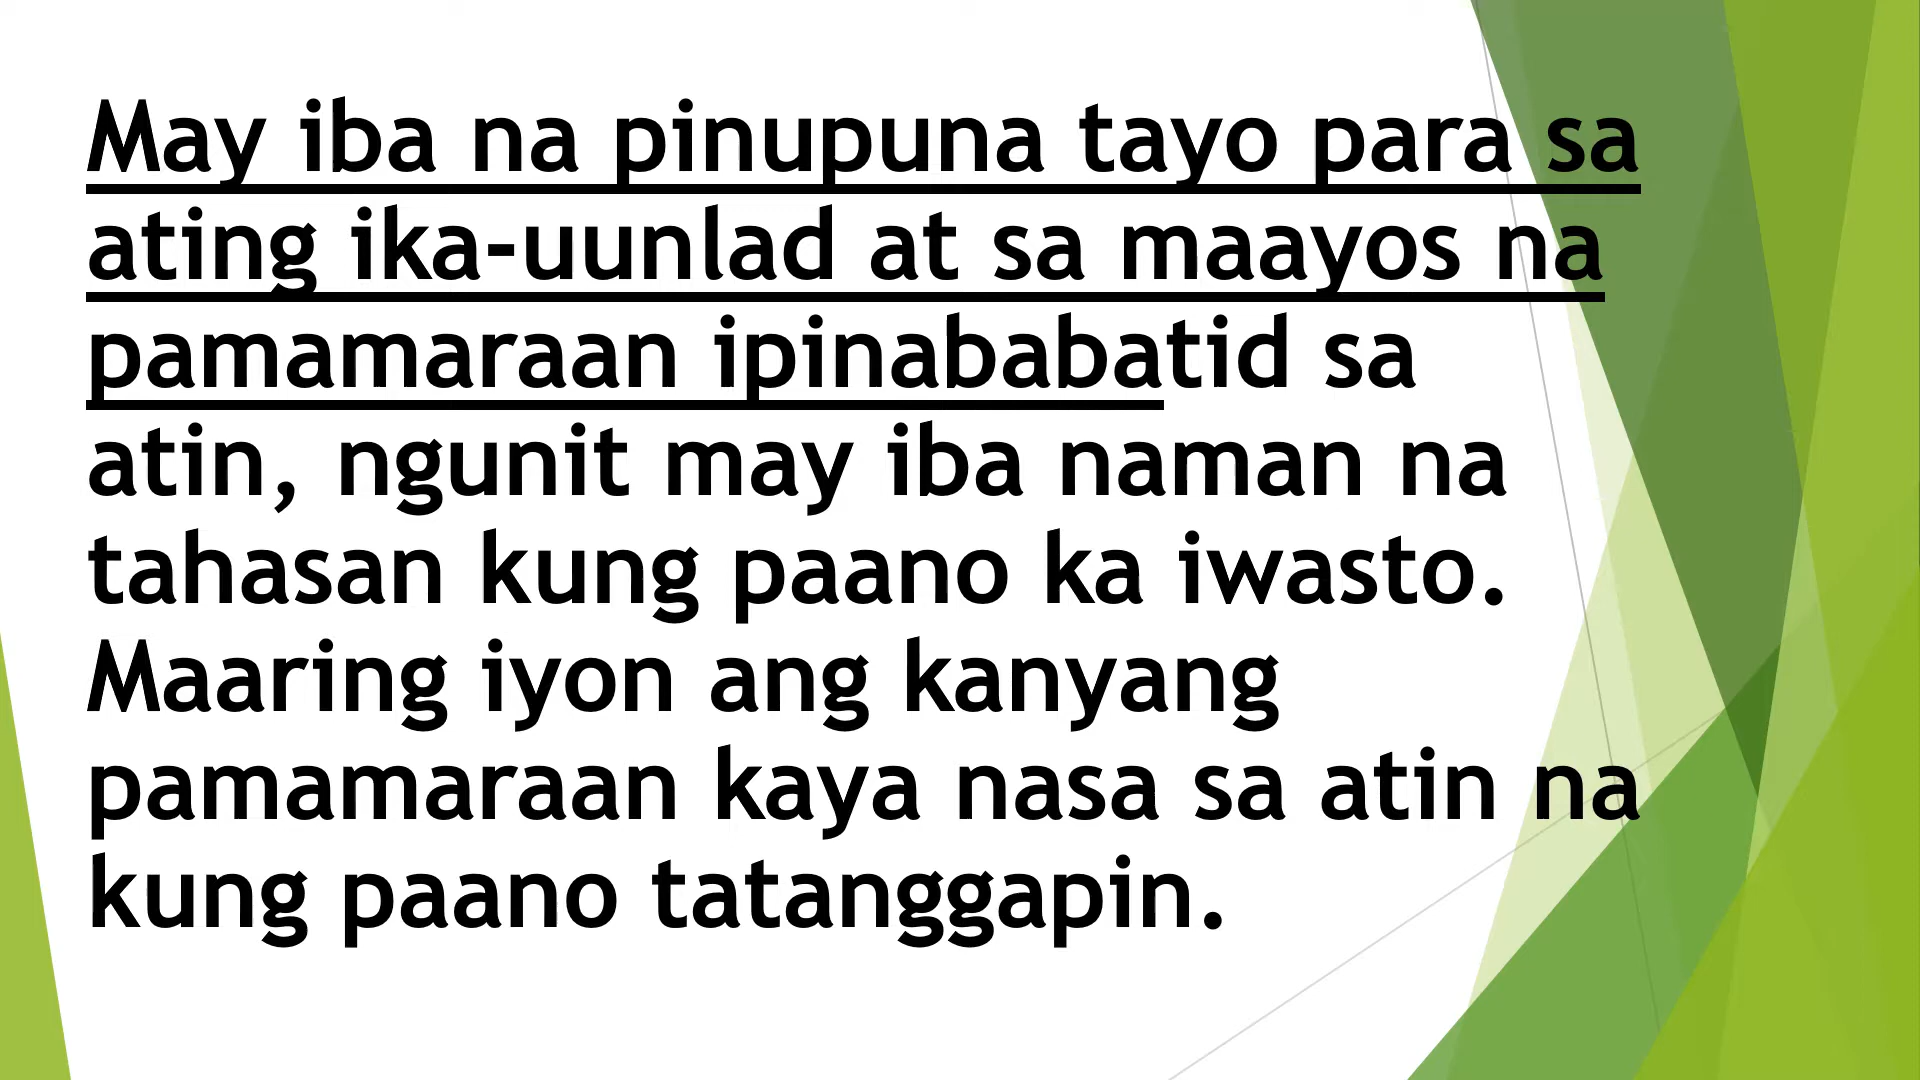 May iba na pinupuna tayo para sa
ating ika-uunlad at sa maayos na
pamamaraan ipinababatid sa
atin, ngunit may iba naman na
tahasan kung paano ka iwasto.
Maaring iyon ang kanyang
pamamaraan kaya nasa sa atin na
kung paano tatanggapin.